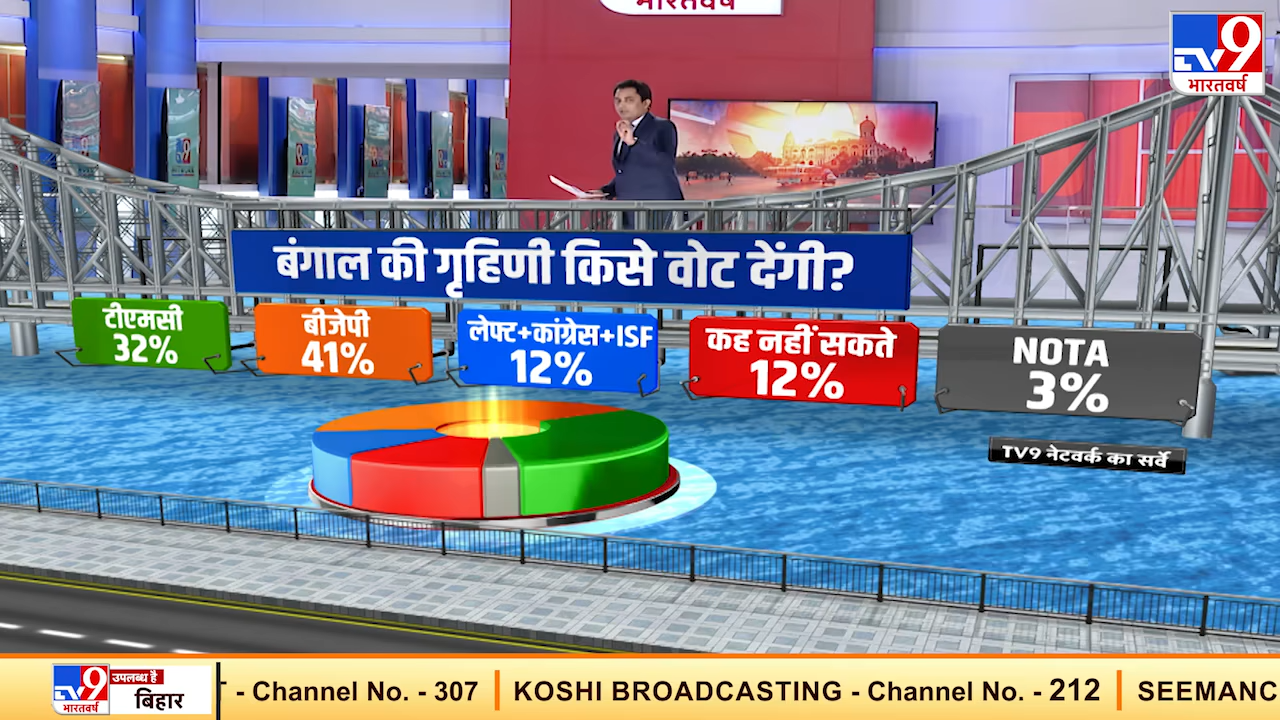 भारतवर्ष
TV9
भारतवर्ष
बंगाल की गृहिणी किसे वोट देंगी?
टीएमसी
32%
बीजेपी
41%
लेफ्ट+कांग्रेस+ISF
12%
कह नहीं सकते
12%
NOTA
3%
TV9 नेटवर्क का सर्वे
TV9
भारतवर्ष
उपलब्ध है
बिहार
- Channel No. - 307 | KOSHI BROADCASTING - Channel No. - 212 | SEEMANC